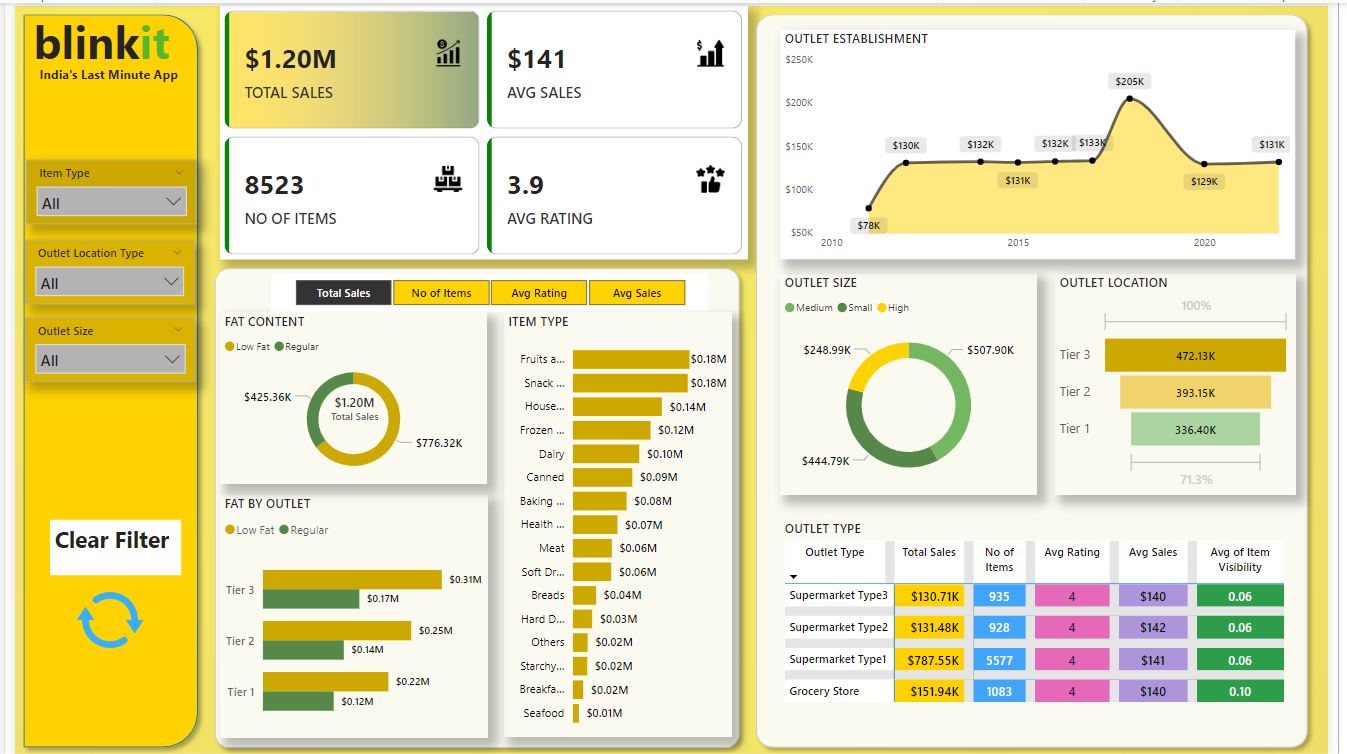 blinkit
India's Last Minute App
Item Type
All
Outlet Location Type
All
Outlet Size
All
Clear Filter
$1.20M
TOTAL SALES
$141
AVG SALES
8523
NO OF ITEMS
3.9
AVG RATING
Total Sales
No of Items
Avg Rating
Avg Sales
FAT CONTENT
Low Fat Regular
$425.36K
$1.20M
Total Sales
$776.32K
FAT BY OUTLET
Low Fat Regular
Tier 3 $0.31M
$0.17M
Tier 2 $0.25M
$0.14M
Tier 1 $0.22M
$0.12M
ITEM TYPE
Fruits a... $0.18M
Snack ... $0.18M
House... $0.14M
Frozen ... $0.12M
Dairy $0.10M
Canned $0.09M
Baking ... $0.08M
Health ... $0.07M
Meat $0.06M
Soft Dr... $0.06M
Breads $0.04M
Hard D... $0.03M
Others $0.02M
Starchy... $0.02M
Breakfa... $0.02M
Seafood $0.01M
OUTLET ESTABLISHMENT
$250K
$200K
$150K
$100K
$50K
$78K
$130K
$132K
$131K
$132K
$133K
$205K
$129K
$131K
2010 2015 2020
OUTLET SIZE
Medium Small High
$248.99K
$507.90K
$444.79K
OUTLET LOCATION
100%
Tier 3 472.13K
Tier 2 393.15K
Tier 1 336.40K
71.3%
OUTLET TYPE
Outlet Type Total Sales No of Items Avg Rating Avg Sales Avg of Item Visibility
Supermarket Type3 $130.71K 935 4 $140 0.06
Supermarket Type2 $131.48K 928 4 $142 0.06
Supermarket Type1 $787.55K 5577 4 $141 0.06
Grocery Store $151.94K 1083 4 $140 0.10